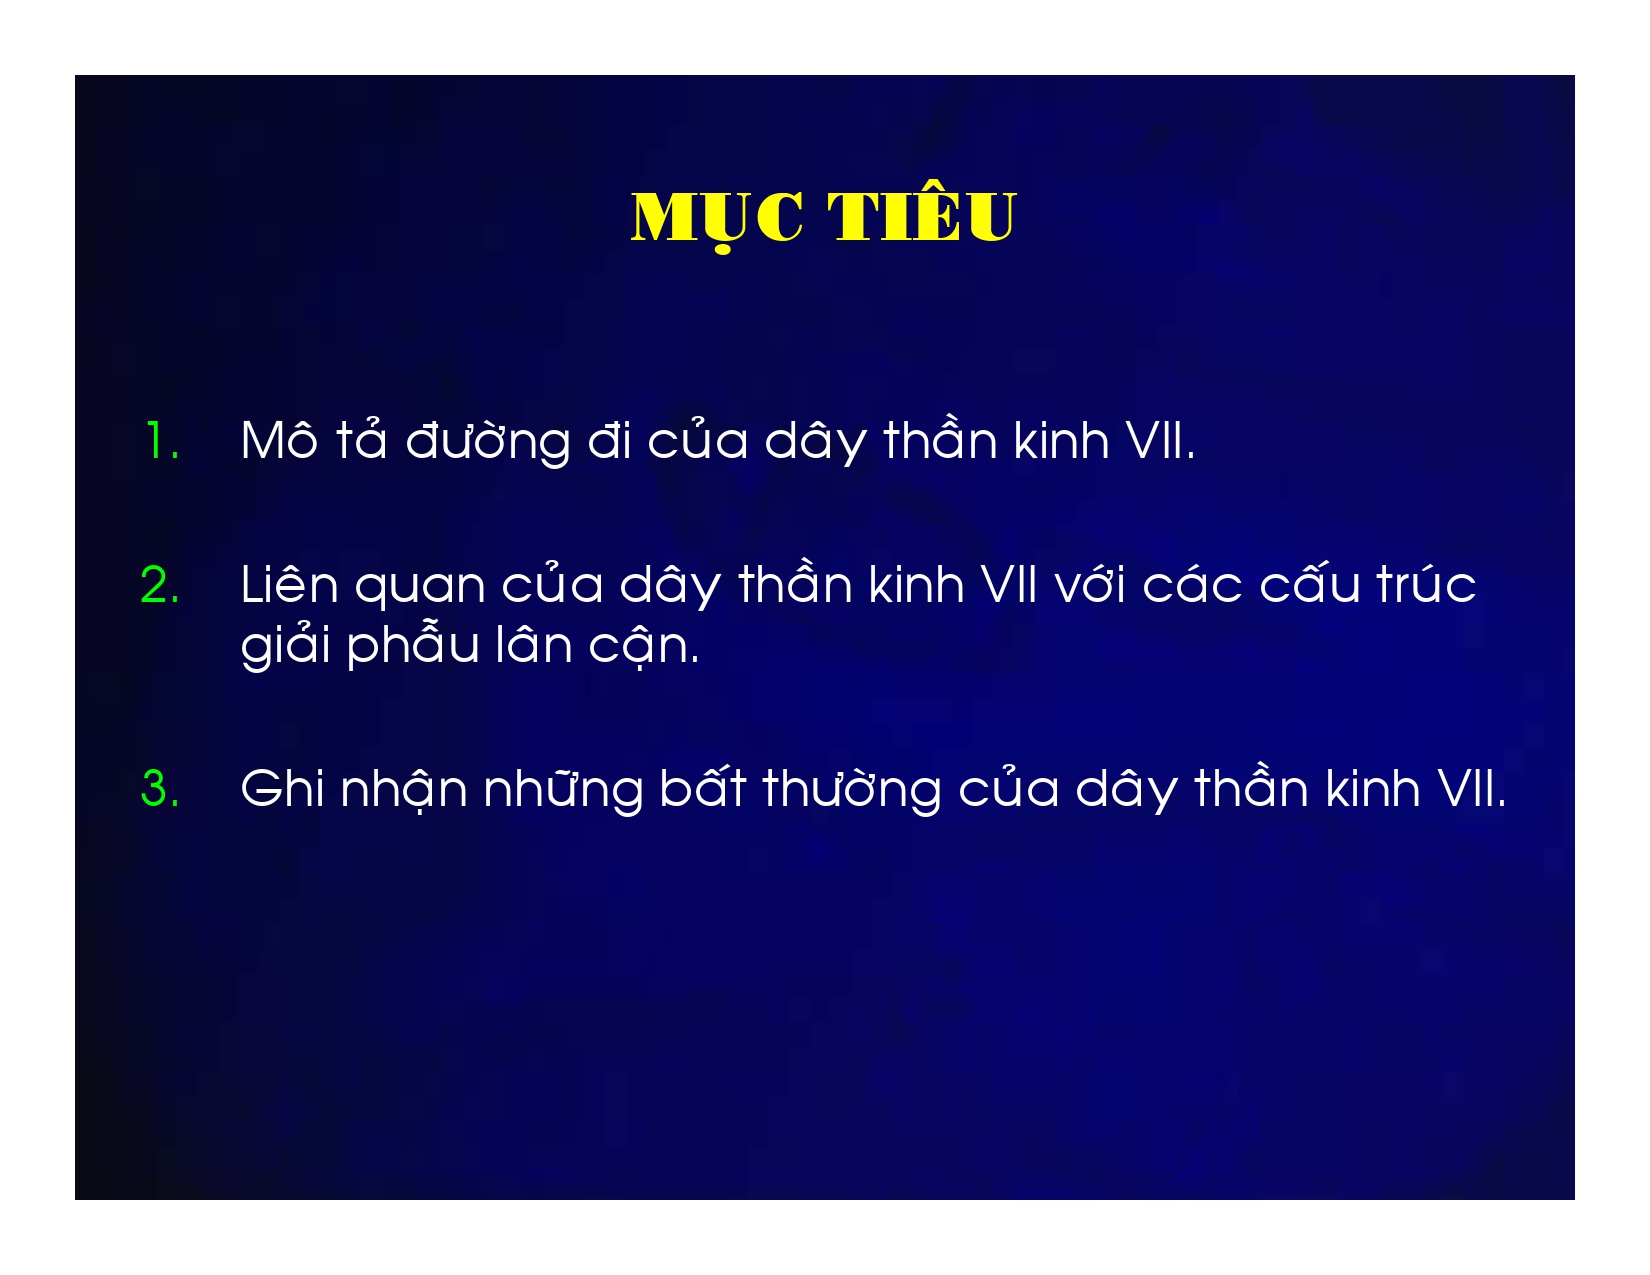 MỤC TIÊU
1. Mô tả đường đi của dây thần kinh VII.
2. Liên quan của dây thần kinh VII với các cấu trúc
giải phẫu lân cận.
3. Ghi nhận những bất thường của dây thần kinh VII.